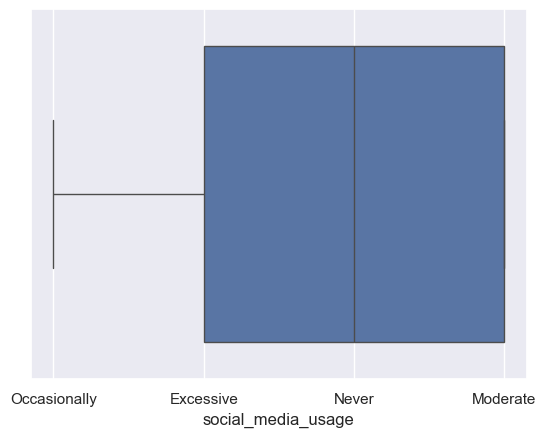 Occasionally Excessive Never Moderate
social_media_usage